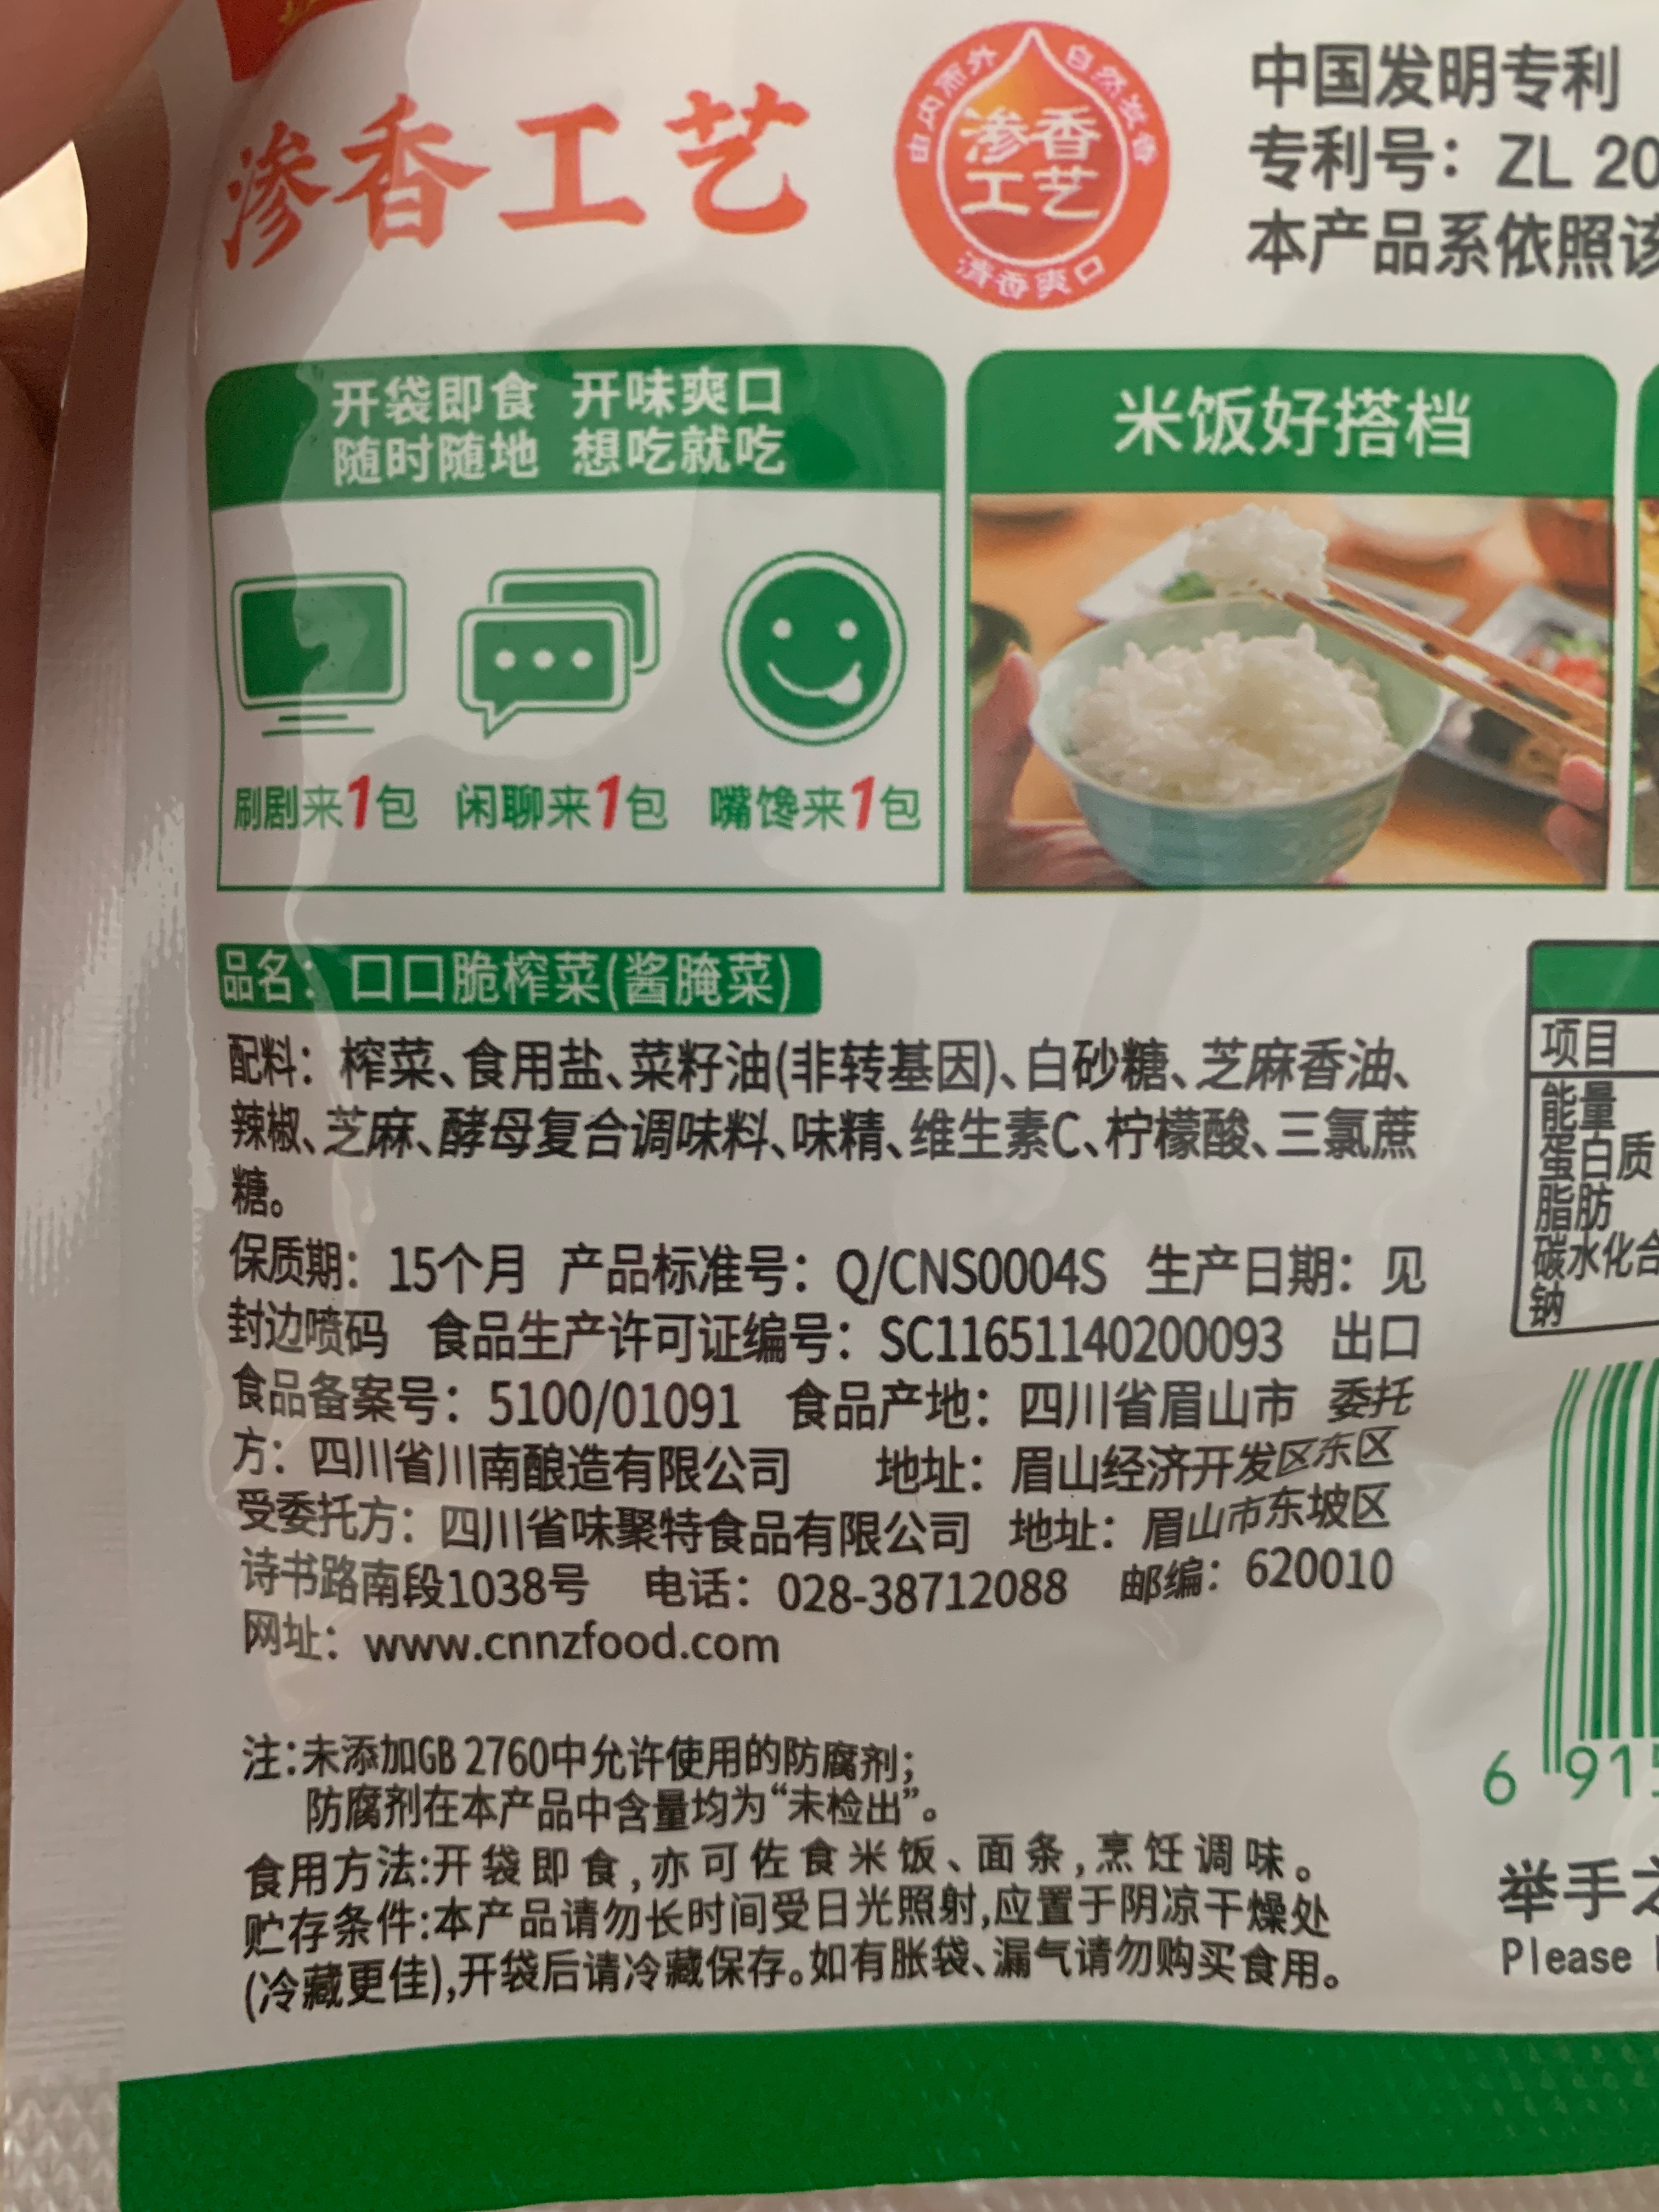 渗香工艺
由内而外 自然发香
渗香
工艺
清香爽口
中国发明专利
专利号：ZL 20
本产品系依照该
开袋即食 开味爽口
随时随地 想吃就吃
刷剧来1包 闲聊来1包 嘴馋来1包
米饭好搭档
品名：口口脆榨菜(酱腌菜)
配料：榨菜、食用盐、菜籽油(非转基因)、白砂糖、芝麻香油、
辣椒、芝麻、酵母复合调味料、味精、维生素C、柠檬酸、三氯蔗
糖。
保质期：15个月 产品标准号：Q/CNS0004S 生产日期：见
封边喷码 食品生产许可证编号：SC11651140200093 出口
食品备案号：5100/01091 食品产地：四川省眉山市 委托
方：四川省川南酿造有限公司 地址：眉山经济开发区东区
受委托方：四川省味聚特食品有限公司 地址：眉山市东坡区
诗书路南段1038号 电话：028-38712088 邮编：620010
网址：www.cnnzfood.com
注：未添加GB 2760中允许使用的防腐剂；
防腐剂在本产品中含量均为“未检出”。
食用方法:开袋即食,亦可佐食米饭、面条,烹饪调味。
贮存条件:本产品请勿长时间受日光照射,应置于阴凉干燥处
(冷藏更佳),开袋后请冷藏保存。如有胀袋、漏气请勿购买食用。
项目
能量
蛋白质
脂肪
碳水化合
钠
6 915
举手之
Please